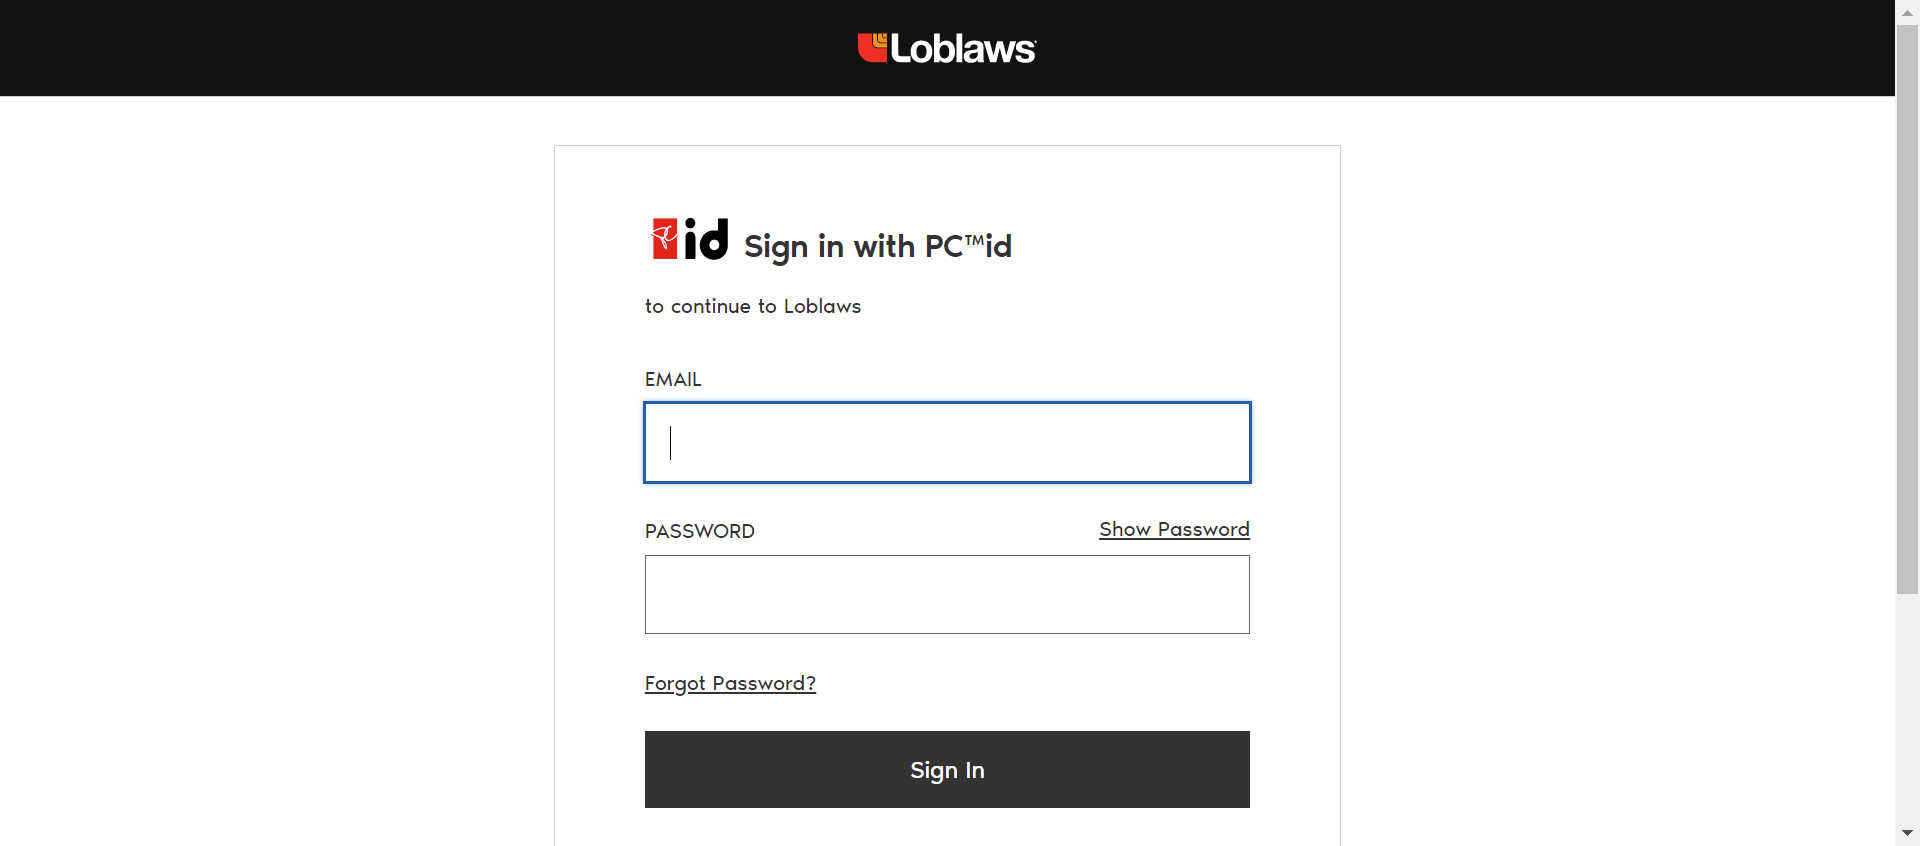 Loblaws
id Sign in with PC™id
to continue to Loblaws
EMAIL
PASSWORD
Show Password
Forgot Password?
Sign In